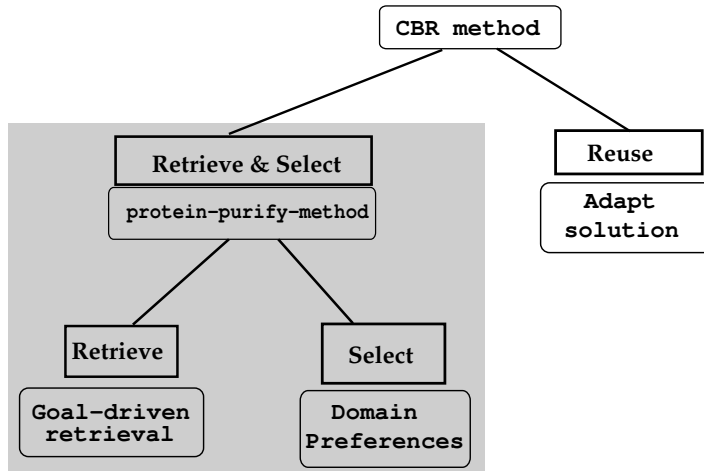 CBR method
Retrieve & Select
protein-purify-method
Reuse
Adapt
solution
Retrieve
Goal-driven
retrieval
Select
Domain
Preferences